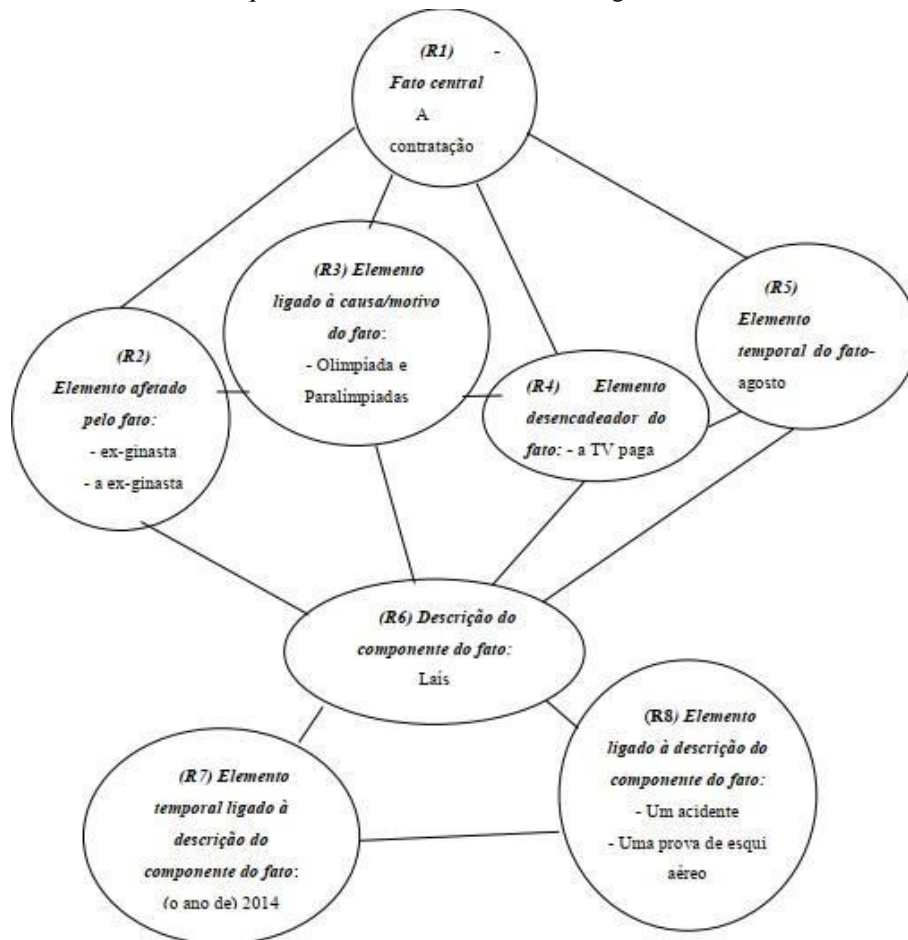 (R1) -
Fato central
A
contratação
(R3) Elemento
ligado à causa/motivo
do fato:
- Olimpíada e
Paralimpiadas
(R5)
Elemento
temporal do fato-
agosto
(R2)
Elemento afetado
pelo fato:
- ex-ginasta
- a ex-ginasta
(R4) Elemento
desencadeador do
fato: - a TV paga
(R6) Descrição do
componente do fato:
Laís
(R8) Elemento
ligado à descrição do
componente do fato:
- Um acidente
- Uma prova de esqui
aéreo
(R7) Elemento
temporal ligado à
descrição do
componente do fato:
(o ano de) 2014